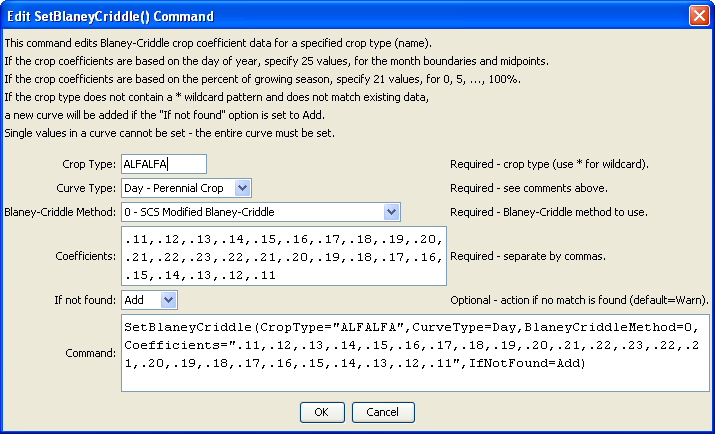 Edit SetBlaneyCriddle() Command
This command edits Blaney-Criddle crop coefficient data for a specified crop type (name).
If the crop coefficients are based on the day of year, specify 25 values, for the month boundaries and midpoints.
If the crop coefficients are based on the percent of growing season, specify 21 values, for 0, 5, ..., 100%.
If the crop type does not contain a * wildcard pattern and does not match existing data,
a new curve will be added if the "If not found" option is set to Add.
Single values in a curve cannot be set - the entire curve must be set.
Crop Type: ALFALFA Required - crop type (use * for wildcard).
Curve Type: Day - Perennial Crop Required - see comments above.
Blaney-Criddle Method: 0 - SCS Modified Blaney-Criddle Required - Blaney-Criddle method to use.
Coefficients: .11,.12,.13,.14,.15,.16,.17,.18,.19,.20, Required - separate by commas.
.21,.22,.23,.22,.21,.20,.19,.18,.17,.16,
.15,.14,.13,.12,.11
If not found: Add Optional - action if no match is found (default=Warn).
Command: SetBlaneyCriddle(CropType="ALFALFA",CurveType=Day,BlaneyCriddleMethod=0,
Coefficients=".11,.12,.13,.14,.15,.16,.17,.18,.19,.20,.21,.22,.23,.22,.2
1,.20,.19,.18,.17,.16,.15,.14,.13,.12,.11",IfNotFound=Add)
OK Cancel